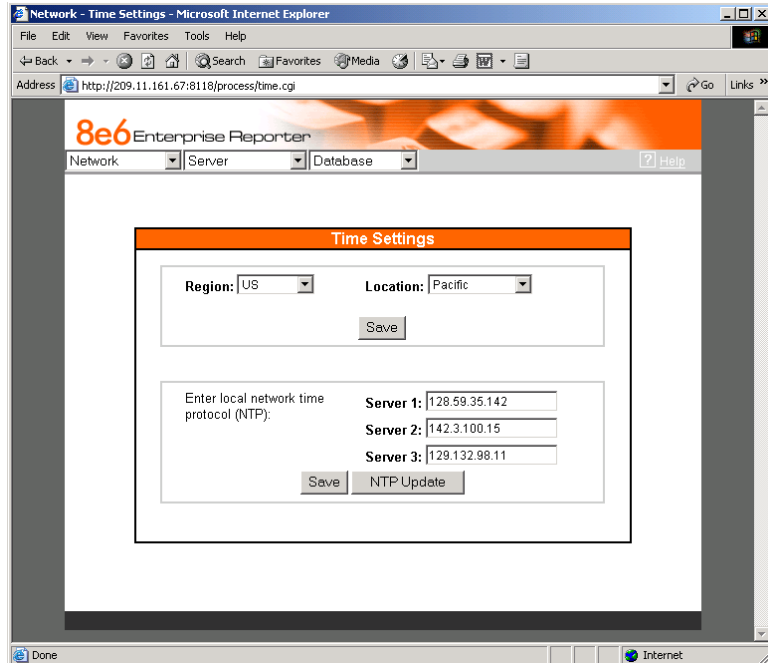 Network - Time Settings - Microsoft Internet Explorer
File Edit View Favorites Tools Help
Back Search Favorites Media
Address http://209.11.161.67:8118/process/time.cgi Go Links »
8e6 Enterprise Reporter
Network Server Database ? Help
Time Settings
Region: US Location: Pacific
Save
Enter local network time
protocol (NTP):
Server 1: 128.59.35.142
Server 2: 142.3.100.15
Server 3: 129.132.98.11
Save NTP Update
Done Internet